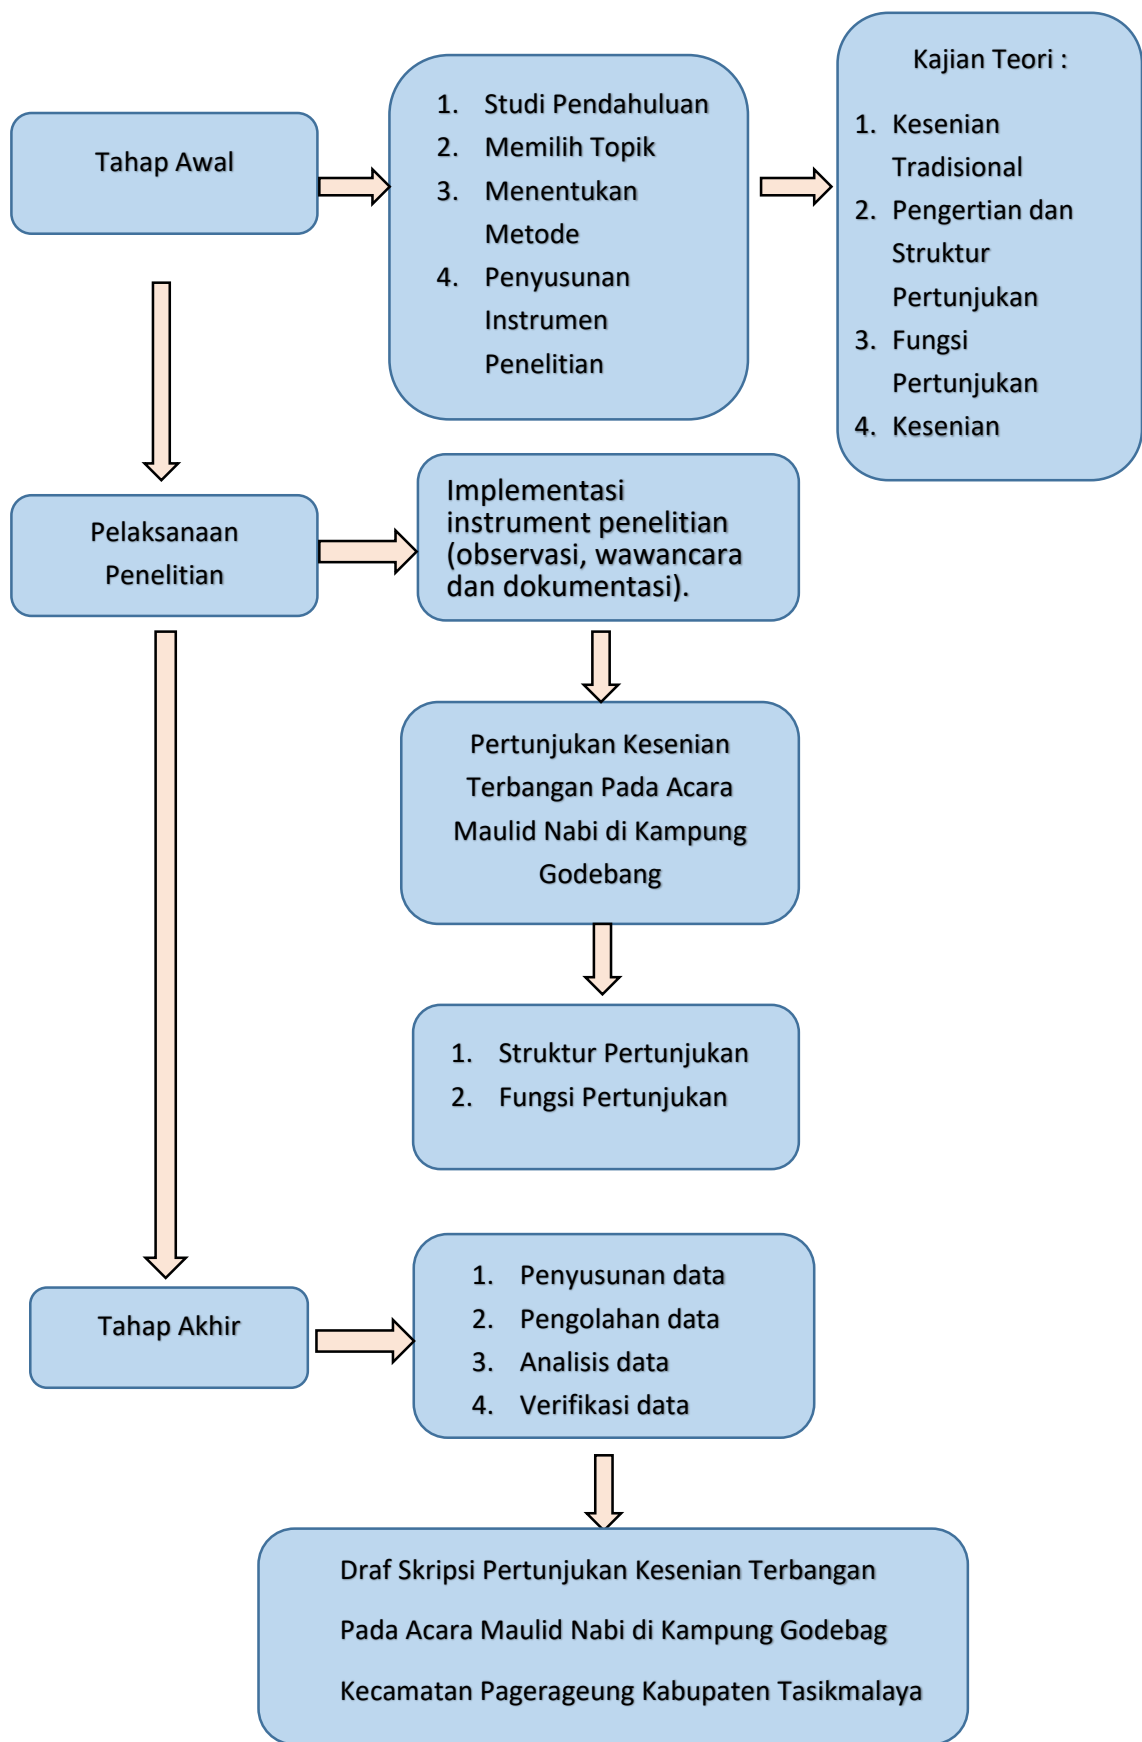 Tahap Awal
1. Studi Pendahuluan
2. Memilih Topik
3. Menentukan
Metode
4. Penyusunan
Instrumen
Penelitian
Kajian Teori :
1. Kesenian
Tradisional
2. Pengertian dan
Struktur
Pertunjukan
3. Fungsi
Pertunjukan
4. Kesenian
Pelaksanaan
Penelitian
Implementasi
instrument penelitian
(observasi, wawancara
dan dokumentasi).
Pertunjukan Kesenian
Terbangan Pada Acara
Maulid Nabi di Kampung
Godebang
1. Struktur Pertunjukan
2. Fungsi Pertunjukan
Tahap Akhir
1. Penyusunan data
2. Pengolahan data
3. Analisis data
4. Verifikasi data
Draf Skripsi Pertunjukan Kesenian Terbangan
Pada Acara Maulid Nabi di Kampung Godebag
Kecamatan Pagerageung Kabupaten Tasikmalaya